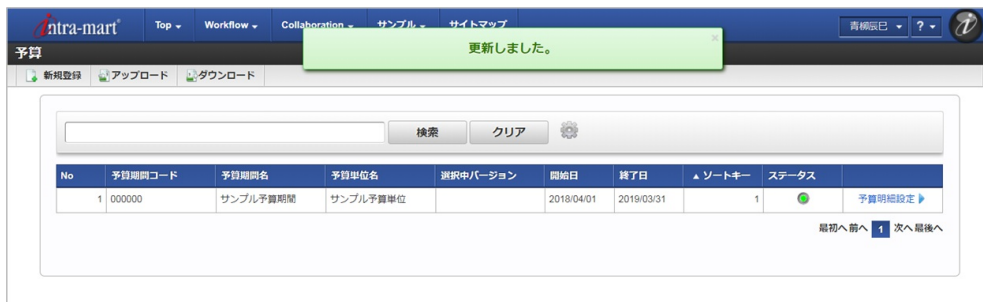 intra-mart® Top Workflow Collaboration サンプル サイトマップ 青柳辰巳 ?
更新しました。 ×
予算
新規登録 アップロード ダウンロード
検索 クリア
No 予算期間コード 予算期間名 予算単位名 選択中バージョン 開始日 終了日 ▲ ソートキー ステータス
1 000000 サンプル予算期間 サンプル予算単位 2018/04/01 2019/03/31 1 予算明細設定
最初へ 前へ 1 次へ 最後へ